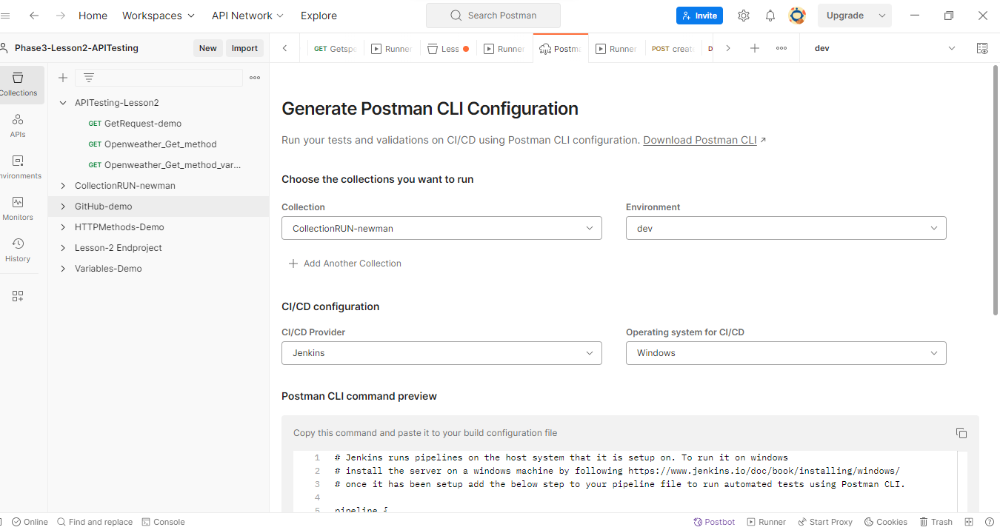 Home Workspaces API Network Explore Search Postman Invite Upgrade
Phase3-Lesson2-APITesting New Import GET Getspe Runner Less Runner Postma Runner POST create D dev
Collections
APIs
nvironments
Monitors
History
APITesting-Lesson2
GET GetRequest-demo
GET Openweather_Get_method
GET Openweather_Get_method_var...
CollectionRUN-newman
GitHub-demo
HTTPMethods-Demo
Lesson-2 Endproject
Variables-Demo
Generate Postman CLI Configuration
Run your tests and validations on CI/CD using Postman CLI configuration. Download Postman CLI
Choose the collections you want to run
Collection Environment
CollectionRUN-newman dev
Add Another Collection
CI/CD configuration
CI/CD Provider Operating system for CI/CD
Jenkins Windows
Postman CLI command preview
Copy this command and paste it to your build configuration file
1 # Jenkins runs pipelines on the host system that it is setup on. To run it on windows
2 # install the server on a windows machine by following https://www.jenkins.io/doc/book/installing/windows/
3 # once it has been setup add the below step to your pipeline file to run automated tests using Postman CLI.
4
5 pipeline {
Online Find and replace Console Postbot Runner Start Proxy Cookies Trash